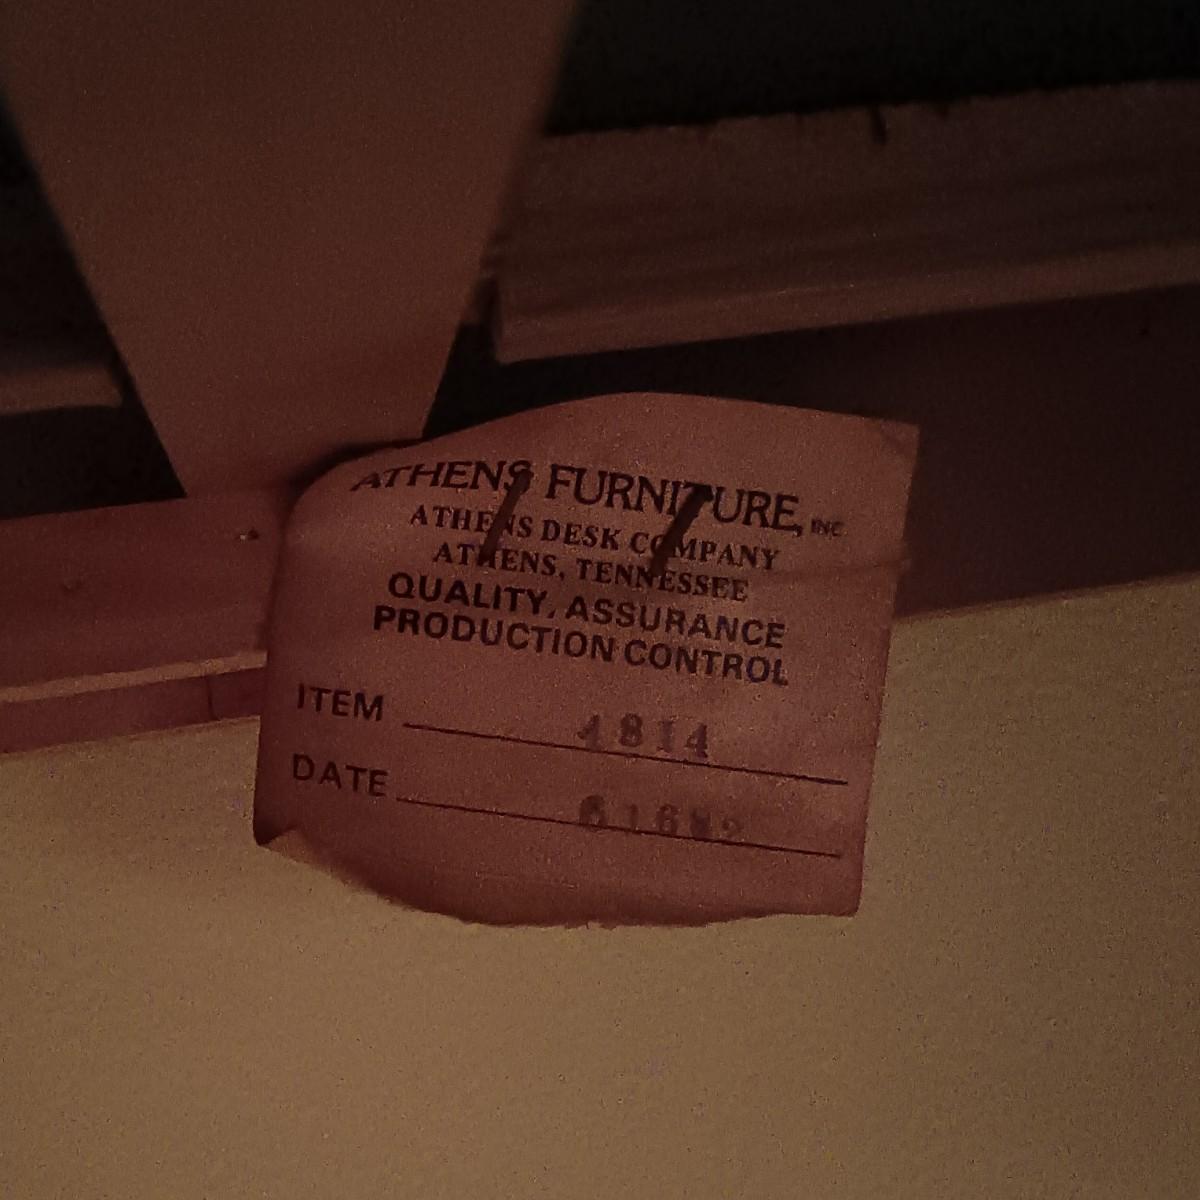 ATHENS FURNITURE, INC
ATHENS DESK COMPANY
ATHENS, TENNESSEE
QUALITY, ASSURANCE
PRODUCTION CONTROL
ITEM 4814
DATE